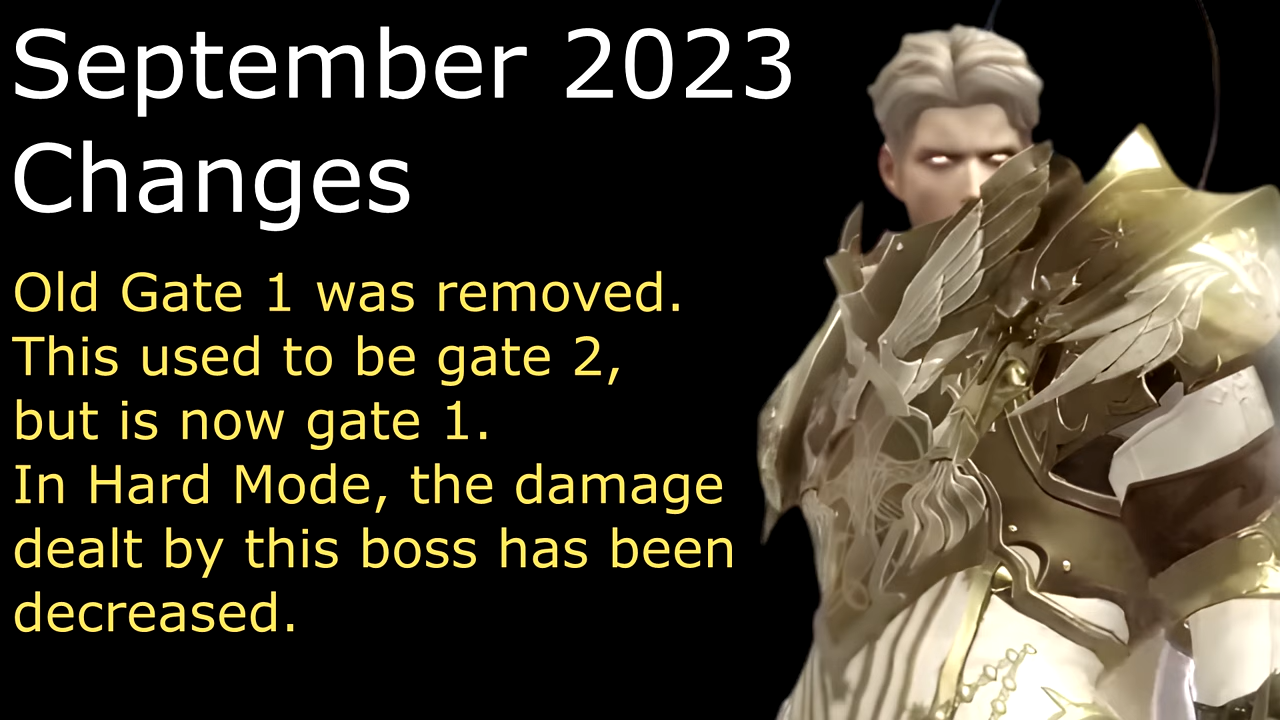 September 2023
Changes
Old Gate 1 was removed.
This used to be gate 2,
but is now gate 1.
In Hard Mode, the damage
dealt by this boss has been
decreased.